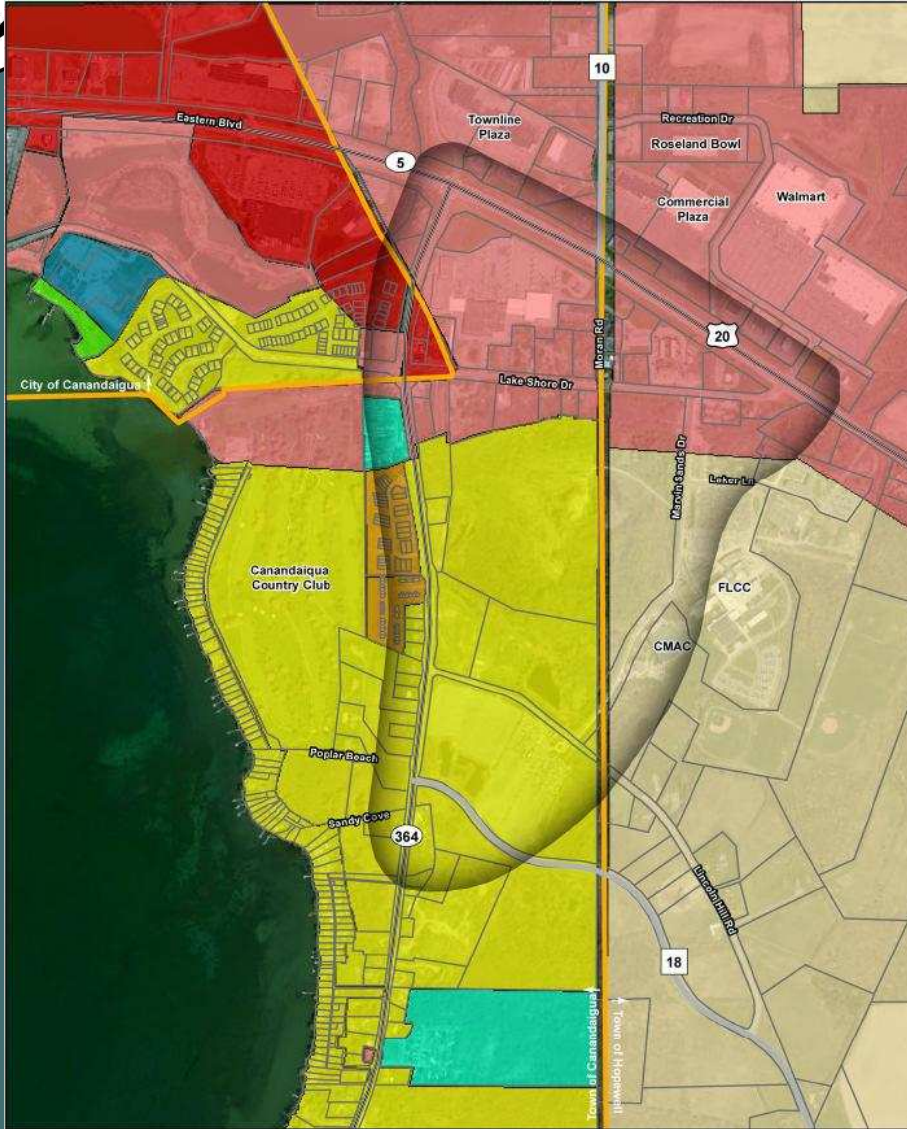 10
Eastern Blvd
Townline
Plaza
Recreation Dr
Roseland Bowl
5
Commercial
Plaza
Walmart
20
Moran Rd
City of Canandaigua
Lake Shore Dr
Marvin Sands Dr
Laker Ln
Canandaiqua
Country Club
FLCC
CMAC
Poplar Beach
Sandy Cove
364
Lincoln Hill Rd
18
Town of Canandaigua
Town of Hopewell